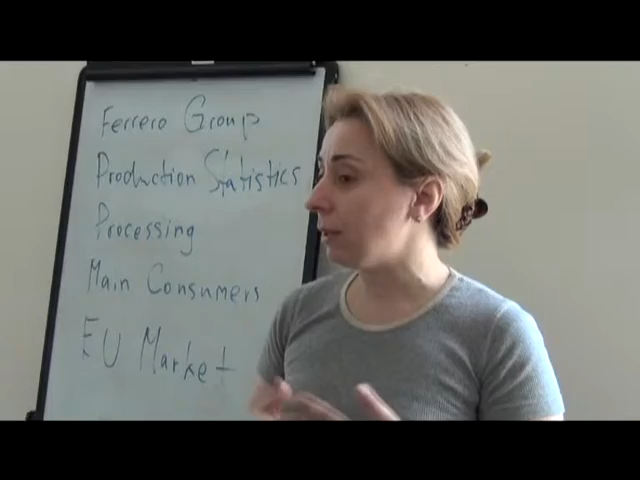 Ferrero Group
Production Statistics
Processing
Main Consumers
EU Market